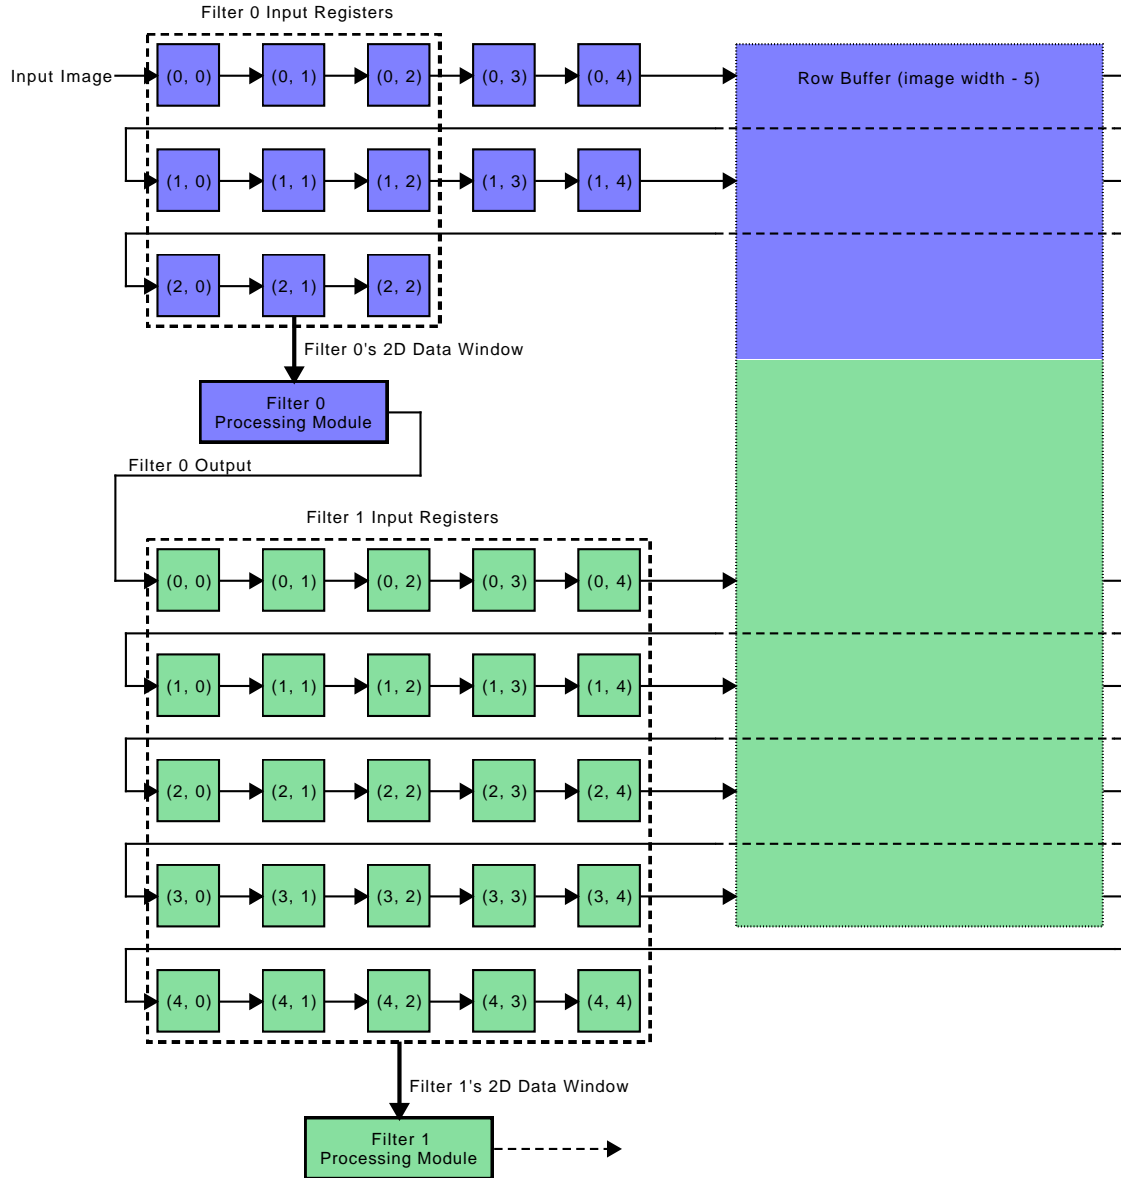 Filter 0 Input Registers
Input Image (0, 0) (0, 1) (0, 2) (0, 3) (0, 4) Row Buffer (image width - 5)
(1, 0) (1, 1) (1, 2) (1, 3) (1, 4)
(2, 0) (2, 1) (2, 2)
Filter 0's 2D Data Window
Filter 0
Processing Module
Filter 0 Output
Filter 1 Input Registers
(0, 0) (0, 1) (0, 2) (0, 3) (0, 4)
(1, 0) (1, 1) (1, 2) (1, 3) (1, 4)
(2, 0) (2, 1) (2, 2) (2, 3) (2, 4)
(3, 0) (3, 1) (3, 2) (3, 3) (3, 4)
(4, 0) (4, 1) (4, 2) (4, 3) (4, 4)
Filter 1's 2D Data Window
Filter 1
Processing Module